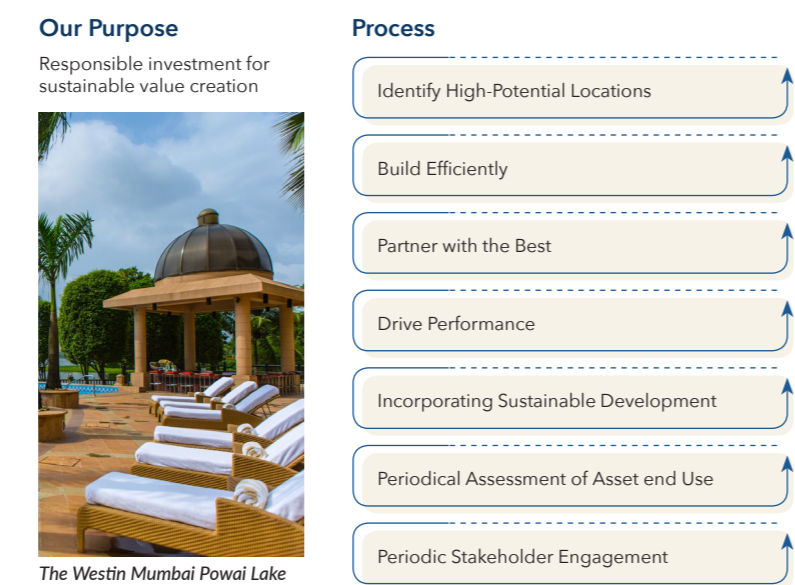 Our Purpose
Responsible investment for
sustainable value creation
The Westin Mumbai Powai Lake
Process
Identify High-Potential Locations
Build Efficiently
Partner with the Best
Drive Performance
Incorporating Sustainable Development
Periodical Assessment of Asset end Use
Periodic Stakeholder Engagement